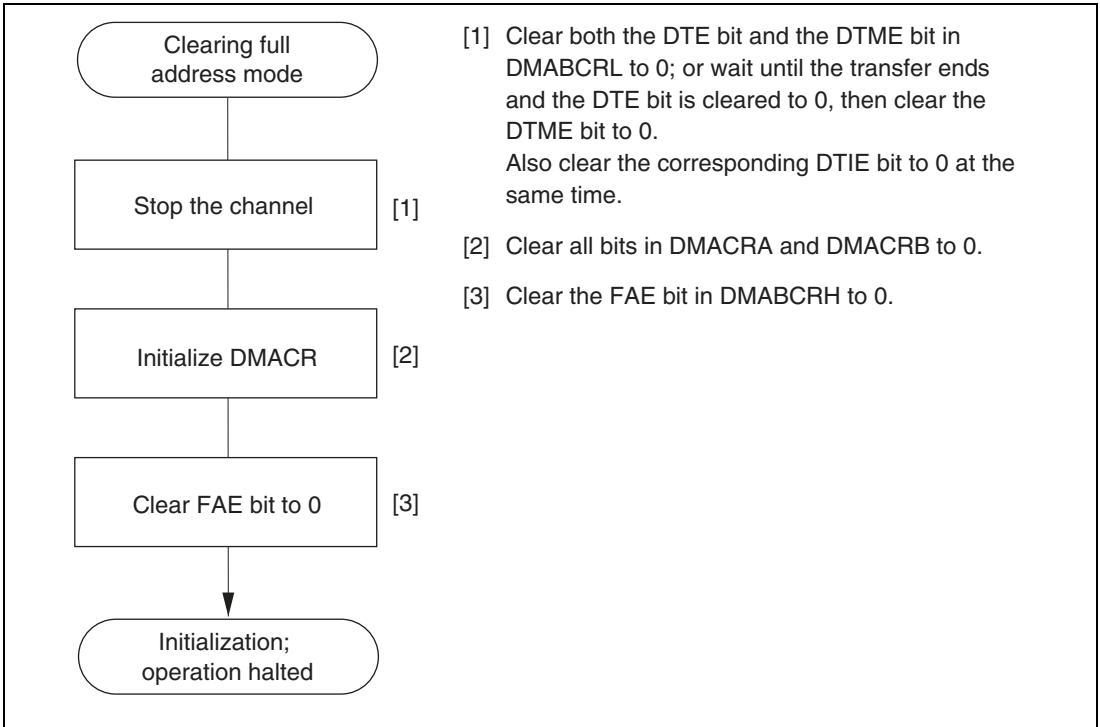 Clearing full
address mode
Stop the channel
[1]
Initialize DMACR
[2]
Clear FAE bit to 0
[3]
Initialization;
operation halted
[1] Clear both the DTE bit and the DTME bit in
DMABCRL to 0; or wait until the transfer ends
and the DTE bit is cleared to 0, then clear the
DTME bit to 0.
Also clear the corresponding DTIE bit to 0 at the
same time.
[2] Clear all bits in DMACRA and DMACRB to 0.
[3] Clear the FAE bit in DMABCRH to 0.